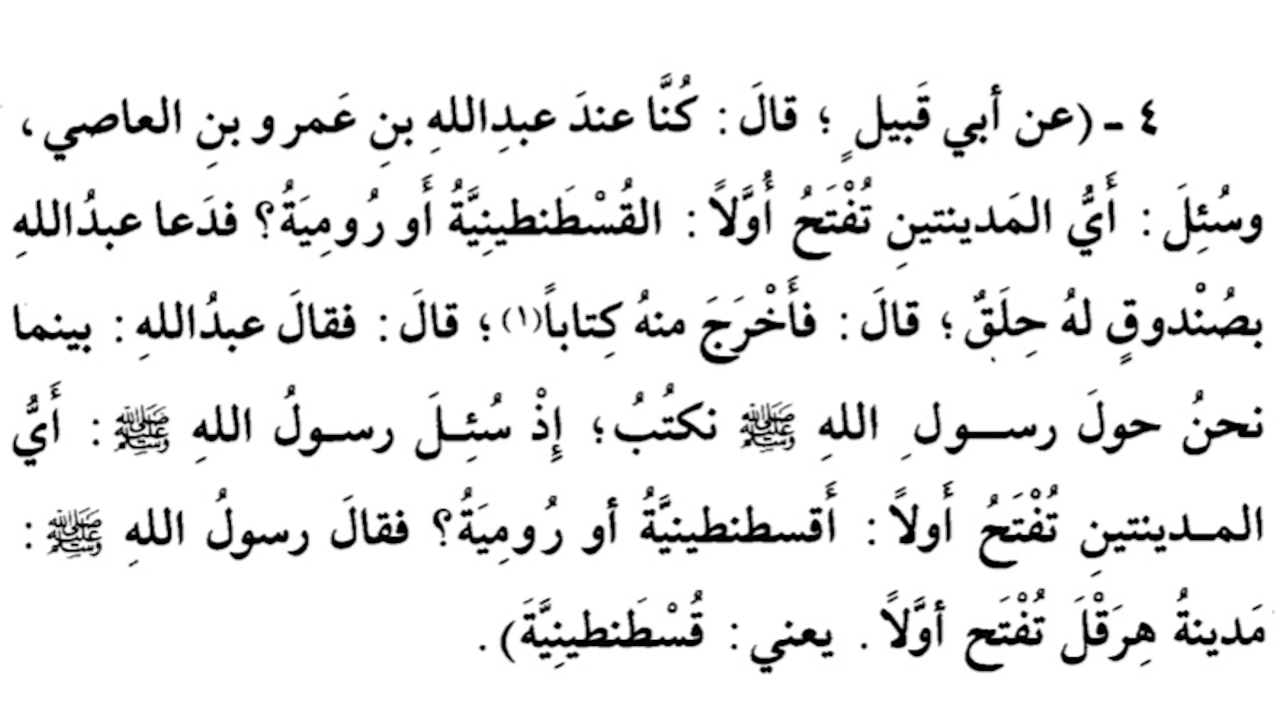 ٤ - (عن أبي قَبيلٍ ؛ قالَ : كُنَّا عندَ عبدِاللهِ بنِ عَمرو بنِ العاصي ،
وسُئِلَ : أَيُّ المَدينتينِ تُفْتَحُ أُوَّلاً : القُسْطَنطينِيَّةُ أَو رُومِيَةُ؟ فدَعا عبدُاللهِ
بصُنْدوقٍ لهُ حِلَقٌ ؛ قالَ : فأَخْرَجَ منهُ كِتاباً(١) ؛ قالَ : فقالَ عبدُاللهِ : بينما
نحنُ حولَ رسولِ اللهِ ﷺ نكتُبُ ؛ إِذْ سُئِلَ رسولُ اللهِ ﷺ : أَيُّ
المدينتينِ تُفْتَحُ أَولاً : أَقسطنطينيَّةُ أو رُومِيَةُ؟ فقالَ رسولُ اللهِ ﷺ :
مَدينةُ هِرَقْلَ تُفْتَح أوَّلاً . يعني : قُسْطَنطينِيَّةَ) .